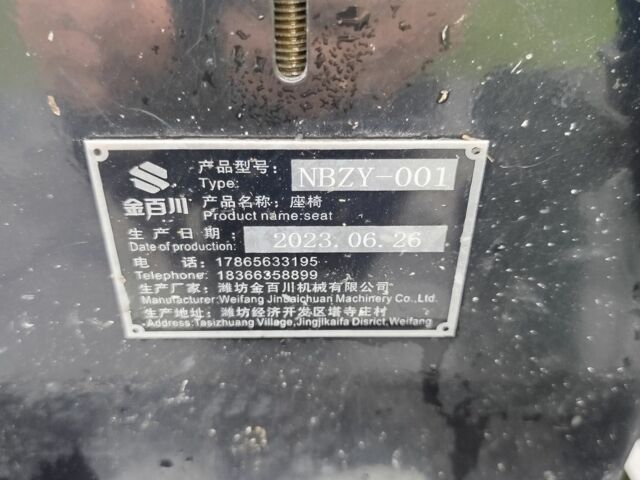 产品型号: NBZY-001
Type:
金百川
产品名称: 座椅
Product name:seat
生产日期: 2023.06.26
Date of production:
电 话: 17865633195
Telephone: 18366358899
生产厂家: 潍坊金百川机械有限公司
Manufacturer:Weifang Jinbaichuan Machinery Co.,Ltd.
生产地址: 潍坊经济开发区塔寺庄村
Address:Tasizhuang Village,Jingjikaifa Disrict,Weifang